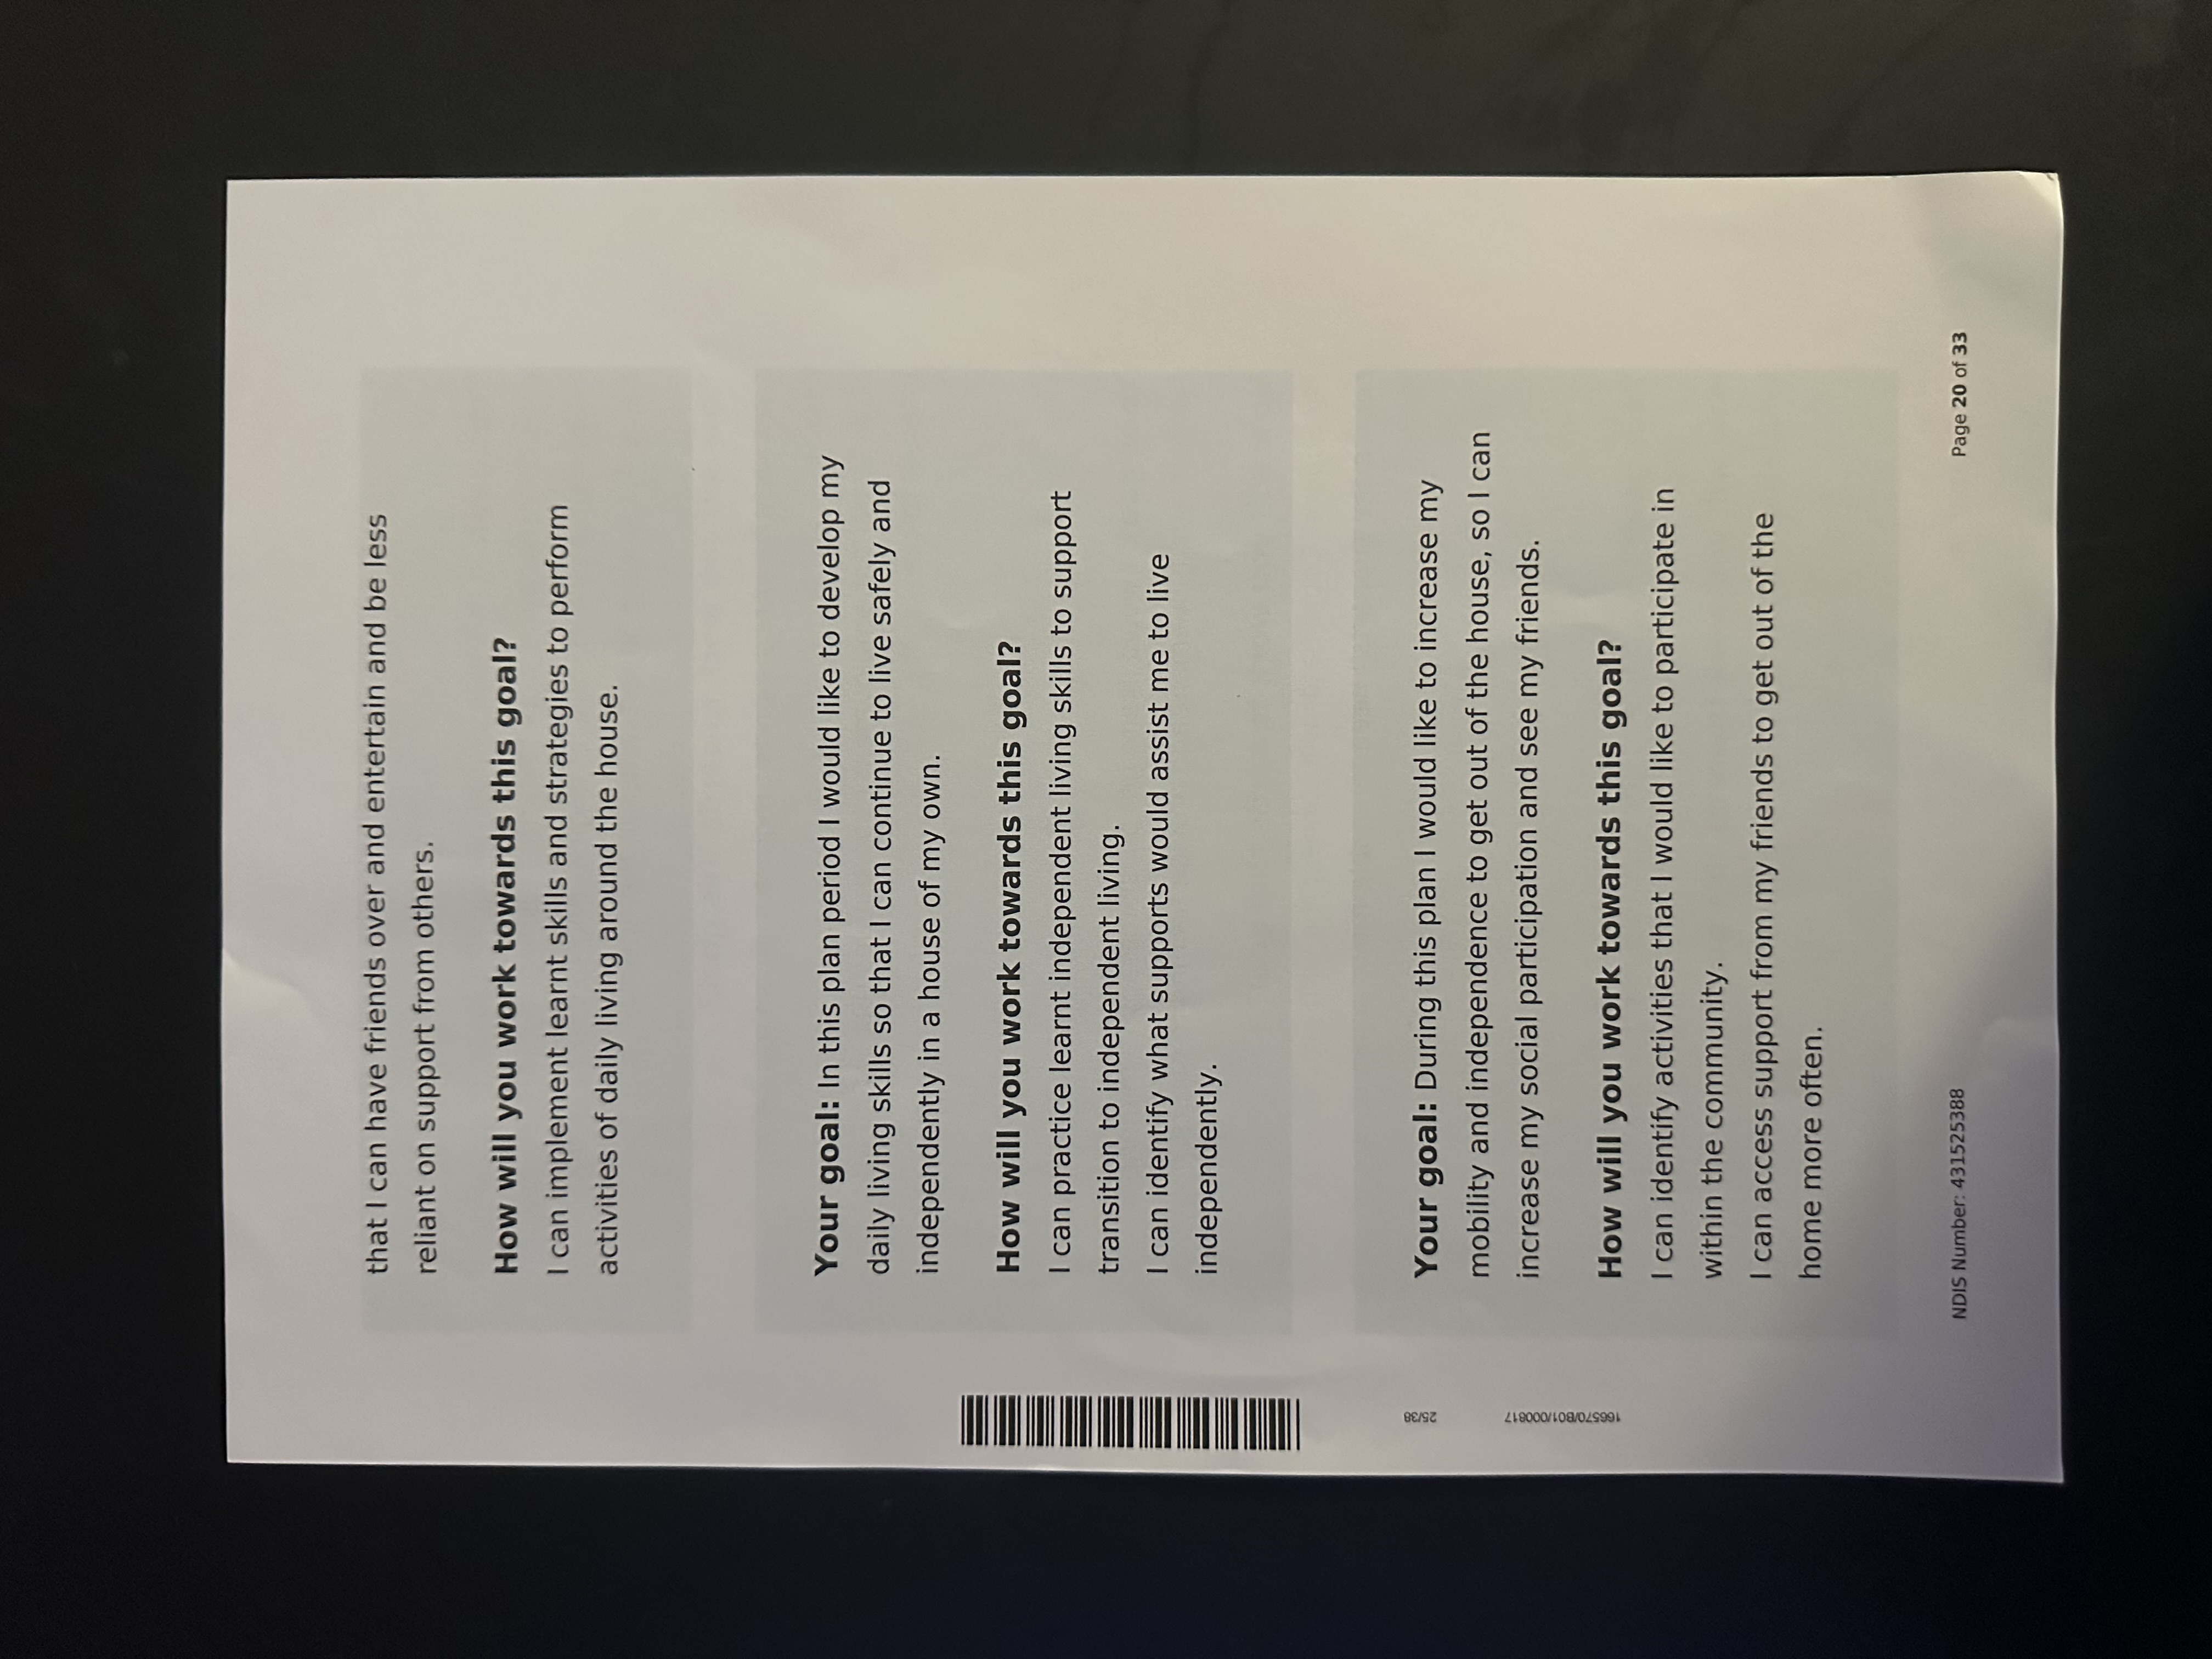 that I can have friends over and entertain and be less
reliant on support from others.
How will you work towards this goal?
I can implement learnt skills and strategies to perform
activities of daily living around the house.
Your goal: In this plan period I would like to develop my
daily living skills so that I can continue to live safely and
independently in a house of my own.
How will you work towards this goal?
I can practice learnt independent living skills to support
transition to independent living.
I can identify what supports would assist me to live
independently.
Your goal: During this plan I would like to increase my
mobility and independence to get out of the house, so I can
increase my social participation and see my friends.
How will you work towards this goal?
I can identify activities that I would like to participate in
within the community.
I can access support from my friends to get out of the
home more often.
166570/B01/000817 25/38
NDIS Number: 431525388
Page 20 of 33